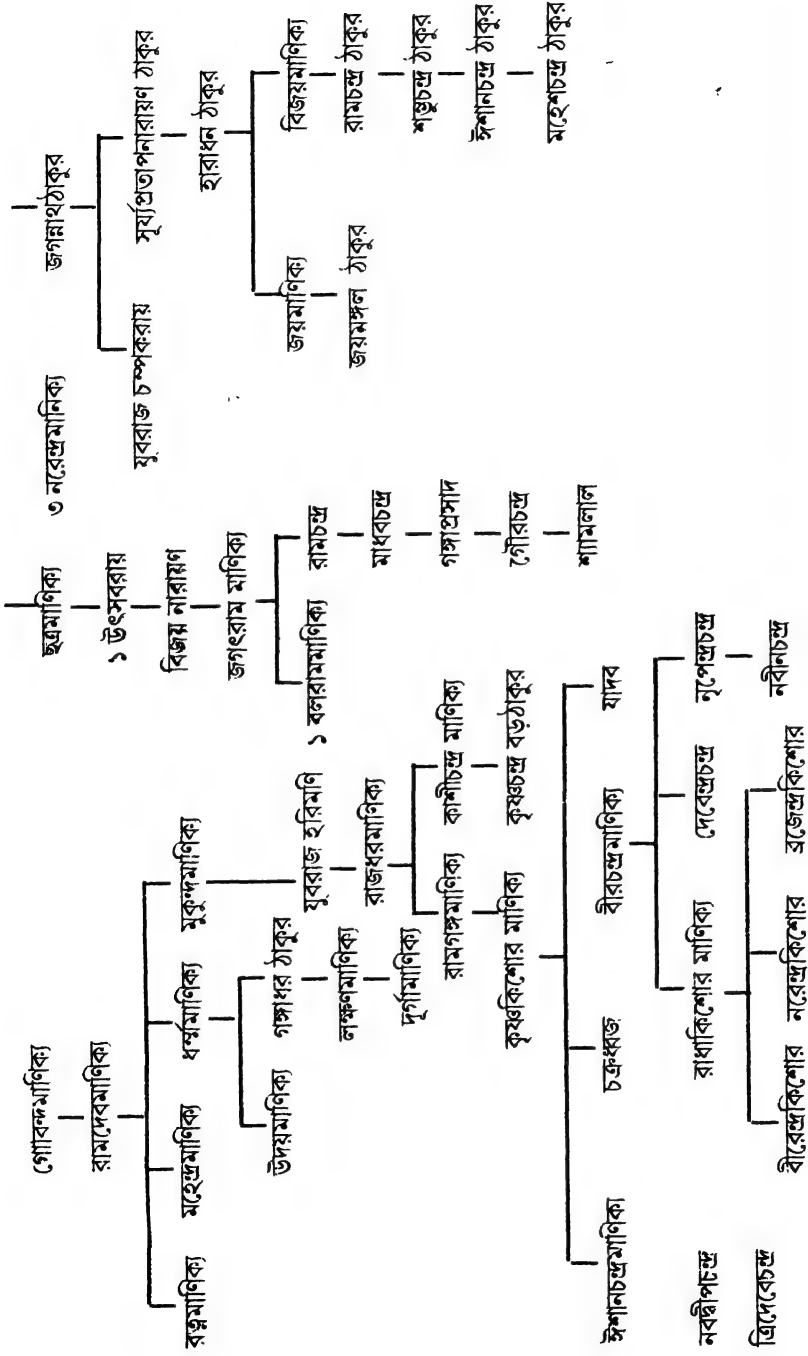 গোবিন্দমাণিক্য
রামদেবমাণিক্য
রত্নমাণিক্য মহেন্দ্রমাণিক্য ধর্ম্মমাণিক্য মুকুন্দমাণিক্য
উদয়মাণিক্য গঙ্গাধর ঠাকুর যুবরাজ হরিমণি
লক্ষণমাণিক্য রাজধরমাণিক্য
দুর্গামাণিক্য
রামগঙ্গমাণিক্য কাশীচন্দ্র মাণিক্য
কৃষ্ণকিশোর মাণিক্য কৃষ্ণচন্দ্র বড়ঠাকুর
ঈশানচন্দ্রমাণিক্য চক্রধ্বজ বীরচন্দ্রমাণিক্য যাদব
নবদ্বীপচন্দ্র রাধাকিশোর মাণিক্য দেবেন্দ্রচন্দ্র নৃপেন্দ্রচন্দ্র
ত্রিদেবেচন্দ্র বীরেন্দ্রকিশোর নরেন্দ্রকিশোর ব্রজেন্দ্রকিশোর নবীনচন্দ্র
ছত্রমাণিক্য
১ উৎসবরায়
বিজয় নারায়ণ
জগৎরাম মাণিক্য
১ বলরামমাণিক্য রামচন্দ্র
মাধবচন্দ্র
গঙ্গাপ্রসাদ
গৌরচন্দ্র
শ্যামলাল
৩ নরেন্দ্রমানিক্য জগন্নাথঠাকুর
যুবরাজ চম্পকরায় সূর্য্যপ্রতাপনারায়ণ ঠাকুর
হারাধন ঠাকুর
জয়মাণিক্য বিজয়মাণিক্য
জয়মঙ্গল ঠাকুর রামচন্দ্র ঠাকুর
শম্ভুচন্দ্র ঠাকুর
ঈশানচন্দ্র ঠাকুর
মহেশচন্দ্র ঠাকুর